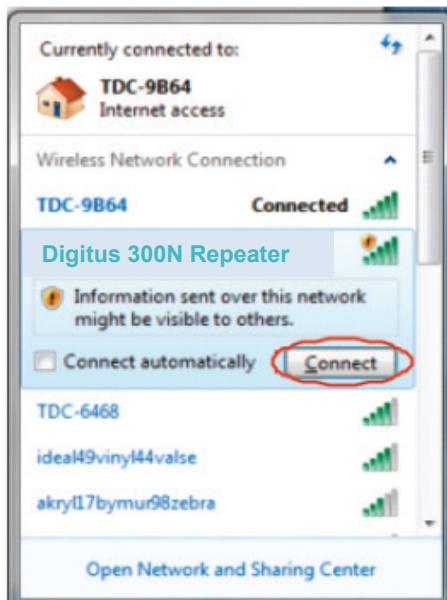 Currently connected to:
TDC-9B64
Internet access
Wireless Network Connection
TDC-9B64 Connected
Digitus 300N Repeater
Information sent over this network
might be visible to others.
Connect automatically Connect
TDC-6468
ideal49vinyl44valse
akryl17bymur98zebra
Open Network and Sharing Center